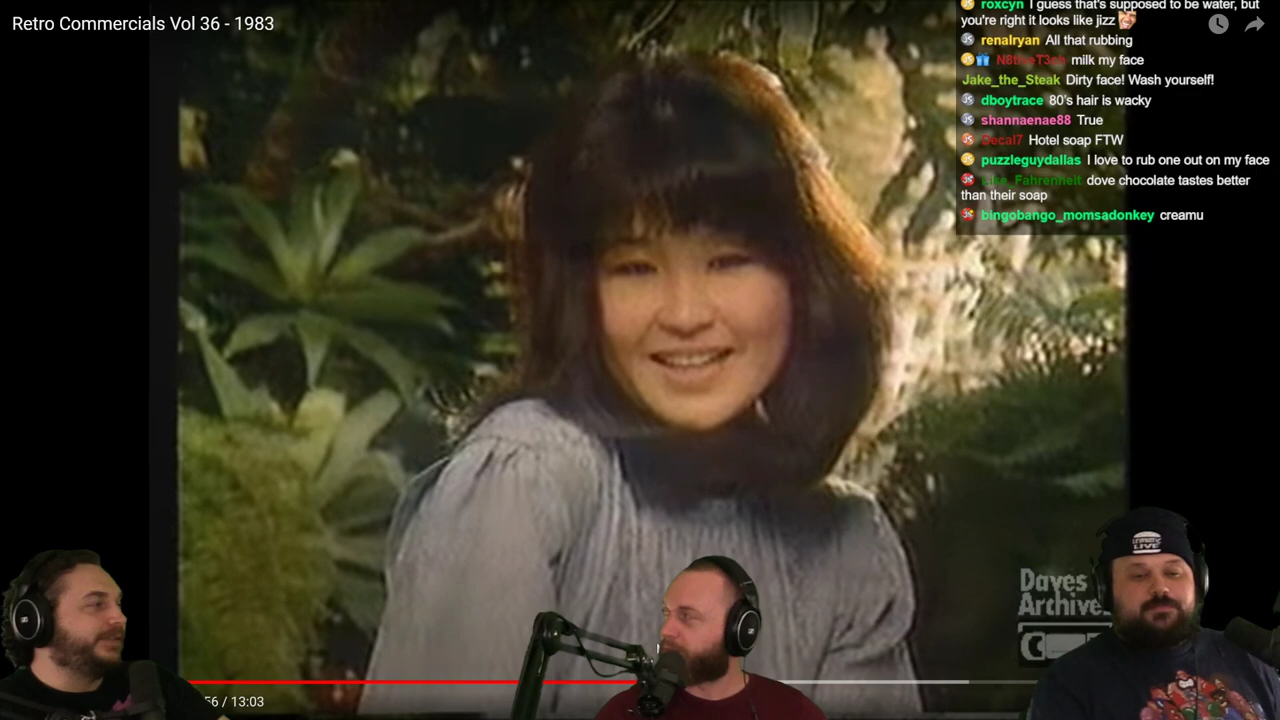 Retro Commercials Vol 36 - 1983
roxcyn I guess that's supposed to be water, but
you're right it looks like jizz
renalryan All that rubbing
milk my face
Jake_the_Steak Dirty face! Wash yourself!
dboytrace 80's hair is wacky
shannaenae88 True
Decal7 Hotel soap FTW
puzzleguydallas I love to rub one out on my face
dove chocolate tastes better
than their soap
bingobango_momsadonkey creamu
LIVE
Daves
Archive
56 / 13:03